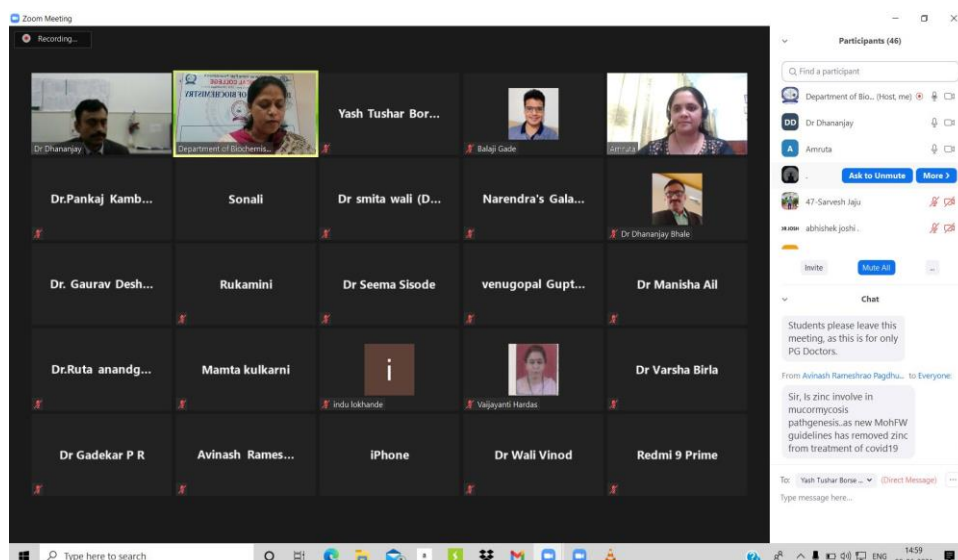 Zoom Meeting
Recording...
Dr Dhananjay
Department of Biochemis...
Yash Tushar Bor...
Balaji Gade
Amruta
Dr.Pankaj Kamb...
Sonali
Dr smita wali (D...
Narendra's Gala...
Dr Dhananjay Bhale
Dr. Gaurav Desh...
Rukamini
Dr Seema Sisode
venugopal Gupt...
Dr Manisha Ail
Dr.Ruta anandg...
Mamta kulkarni
i
indu lokhande
Vaijayanti Hardas
Dr Varsha Birla
Dr Gadekar P R
Avinash Rames...
iPhone
Dr Wali Vinod
Redmi 9 Prime
Participants (46)
Find a participant
Department of Bio... (Host, me)
DD Dr Dhananjay
A Amruta
. Ask to Unmute More >
47-Sarvesh Jaju
abhishek joshi .
Invite Mute All ...
Chat
Students please leave this
meeting, as this is for only
PG Doctors.
From Avinash Rameshrao Pagdhu... to Everyone:
Sir, Is zinc involve in
mucormycosis
pathgenesis..as new MohFW
guidelines has removed zinc
from treatment of covid19
To: Yash Tushar Borse ... (Direct Message) ...
Type message here...
Type here to search
ENG
14:59